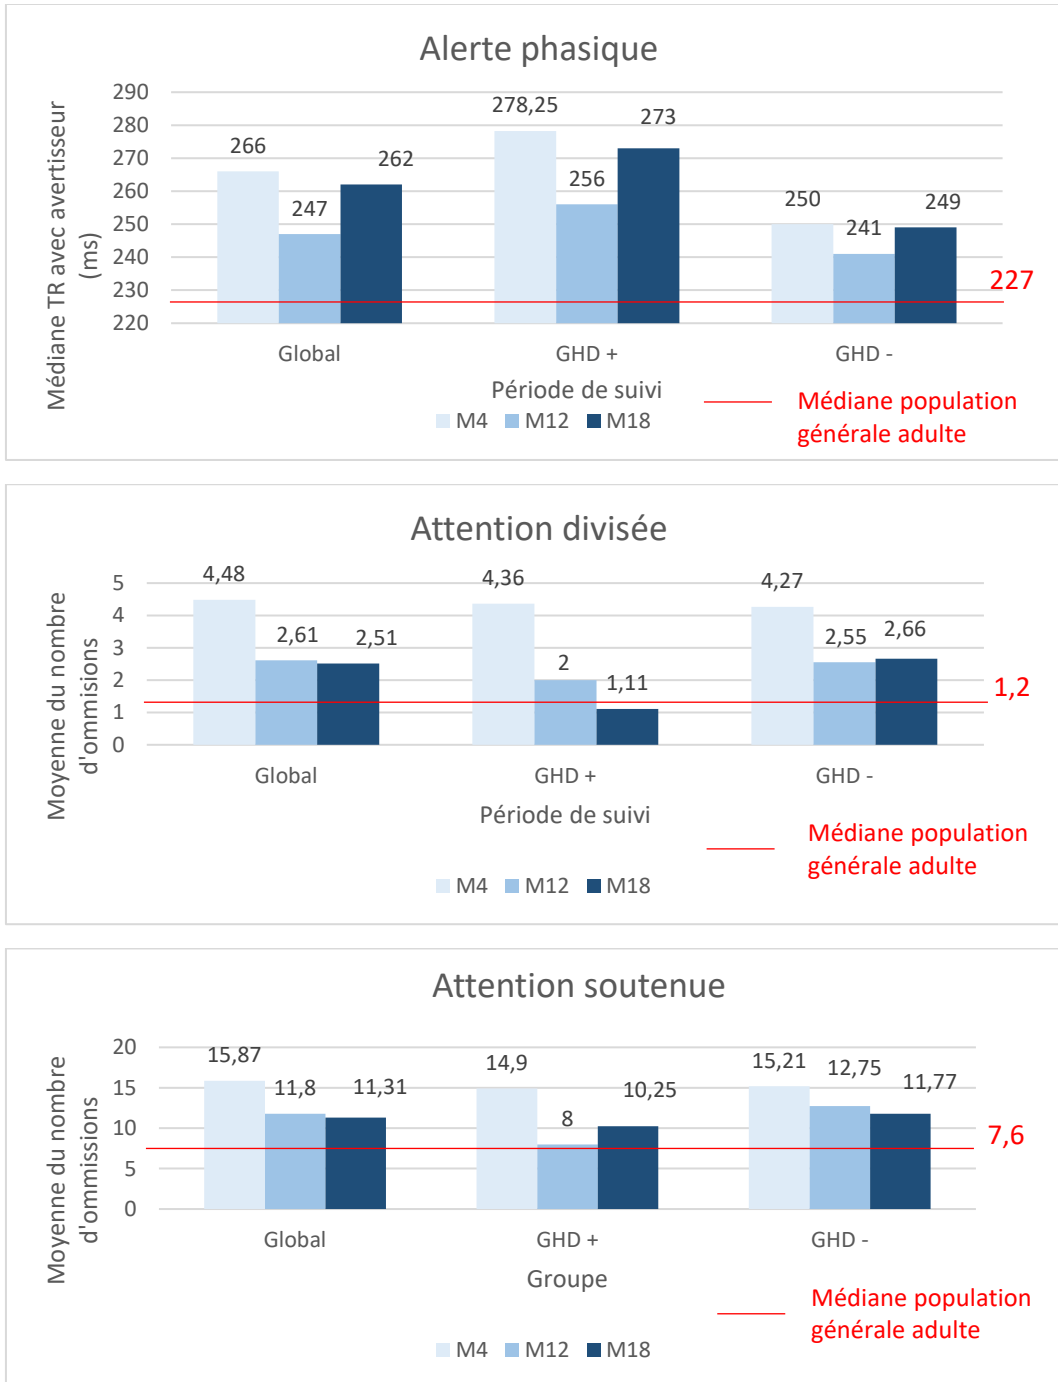 Alerte phasique
Médiane TR avec avertisseur
(ms)
290
280
270
260
250
240
230
220
266
247
262
278,25
256
273
250
241
249
227
Global
GHD +
GHD -
Période de suivi
M4
M12
M18
Médiane population
générale adulte
Attention divisée
Moyenne du nombre
d'ommisions
5
4
3
2
1
0
4,48
2,61
2,51
4,36
2
1,11
4,27
2,55
2,66
1,2
Global
GHD +
GHD -
Période de suivi
Médiane population
générale adulte
M4
M12
M18
Attention soutenue
Moyenne du nombre
d'ommissions
20
15
10
5
0
15,87
11,8
11,31
14,9
8
10,25
15,21
12,75
11,77
7,6
Global
GHD +
GHD -
Groupe
Médiane population
générale adulte
M4
M12
M18